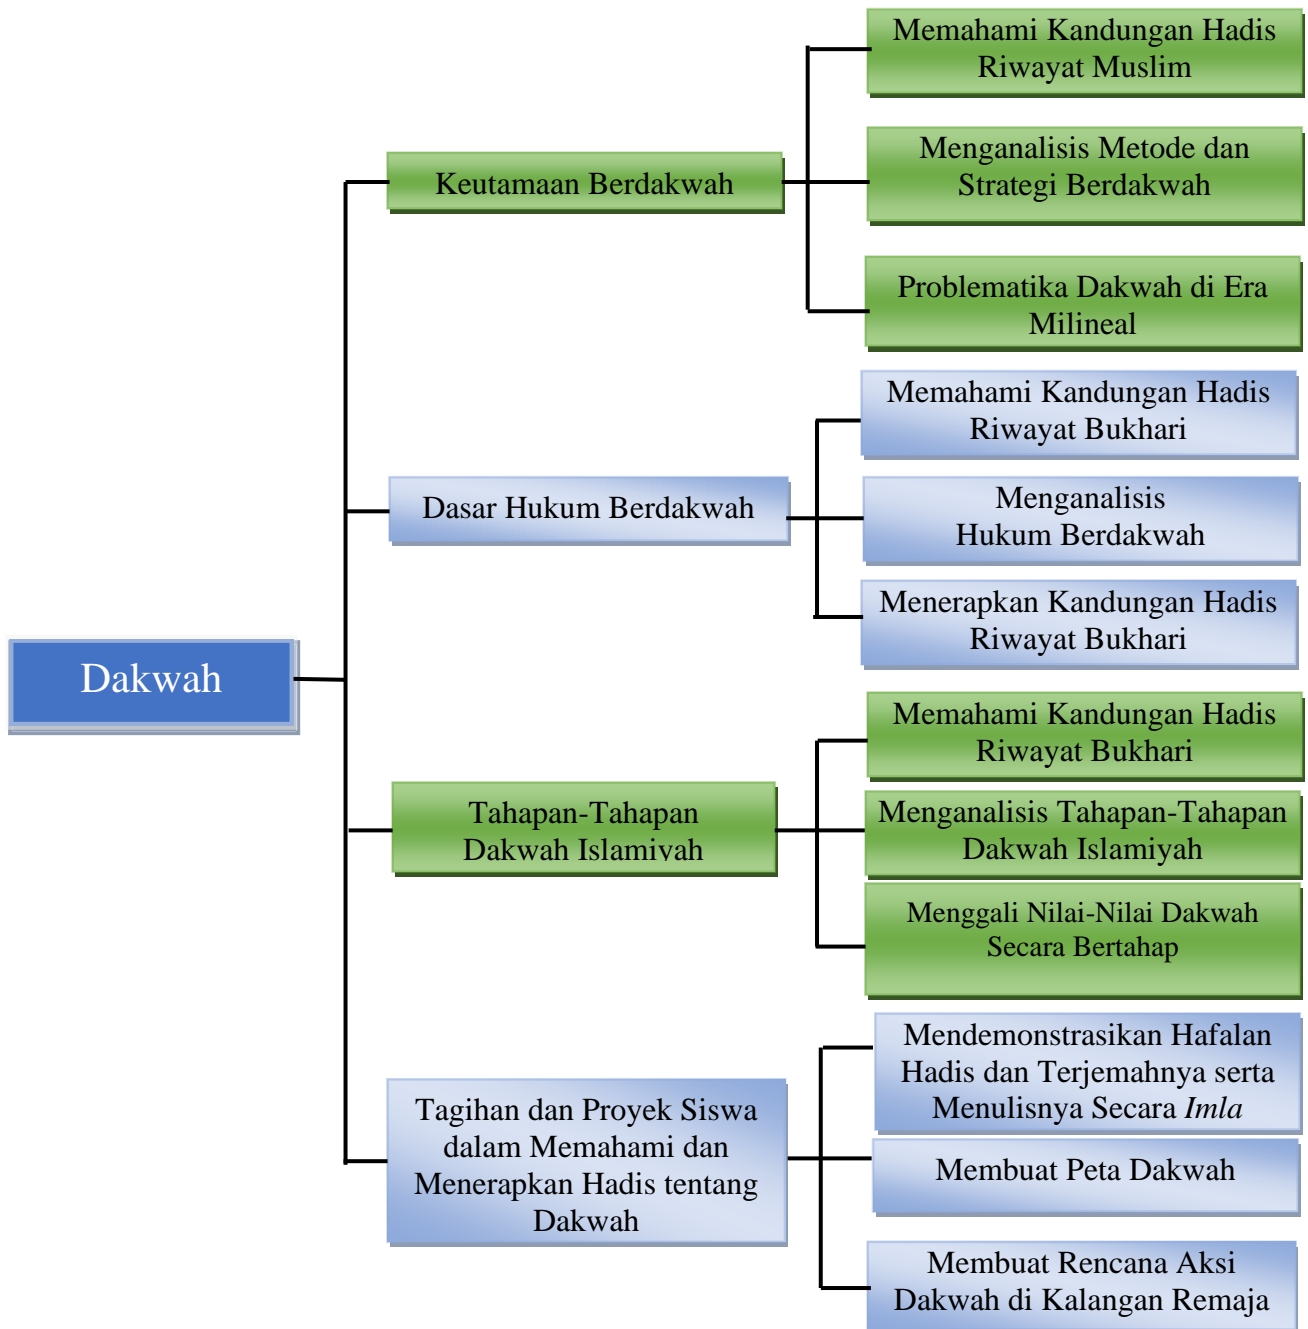 Memahami Kandungan Hadis
Riwayat Muslim
Keutamaan Berdakwah
Menganalisis Metode dan
Strategi Berdakwah
Problematika Dakwah di Era
Milineal
Memahami Kandungan Hadis
Riwayat Bukhari
Dasar Hukum Berdakwah
Menganalisis
Hukum Berdakwah
Menerapkan Kandungan Hadis
Riwayat Bukhari
Dakwah
Memahami Kandungan Hadis
Riwayat Bukhari
Tahapan-Tahapan
Dakwah Islamiyah
Menganalisis Tahapan-Tahapan
Dakwah Islamiyah
Menggali Nilai-Nilai Dakwah
Secara Bertahap
Mendemonstrasikan Hafalan
Hadis dan Terjemahnya serta
Menulisnya Secara Imla
Tagihan dan Proyek Siswa
dalam Memahami dan
Menerapkan Hadis tentang
Dakwah
Membuat Peta Dakwah
Membuat Rencana Aksi
Dakwah di Kalangan Remaja